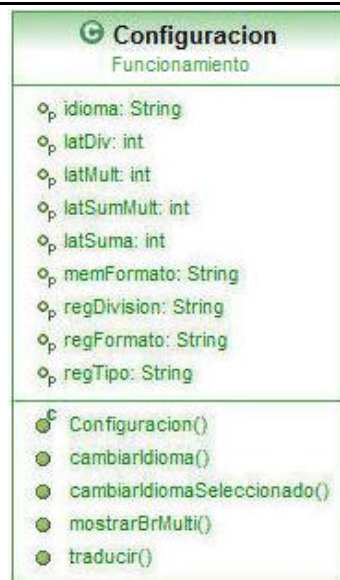 C Configuracion
Funcionamiento
P idioma: String
P latDiv: int
P latMult: int
P latSumMult: int
P latSuma: int
P memFormato: String
P regDivision: String
P regFormato: String
P regTipo: String
C Configuracion()
cambiarIdioma()
cambiarIdiomaSeleccionado()
mostrarBrMulti()
traducir()